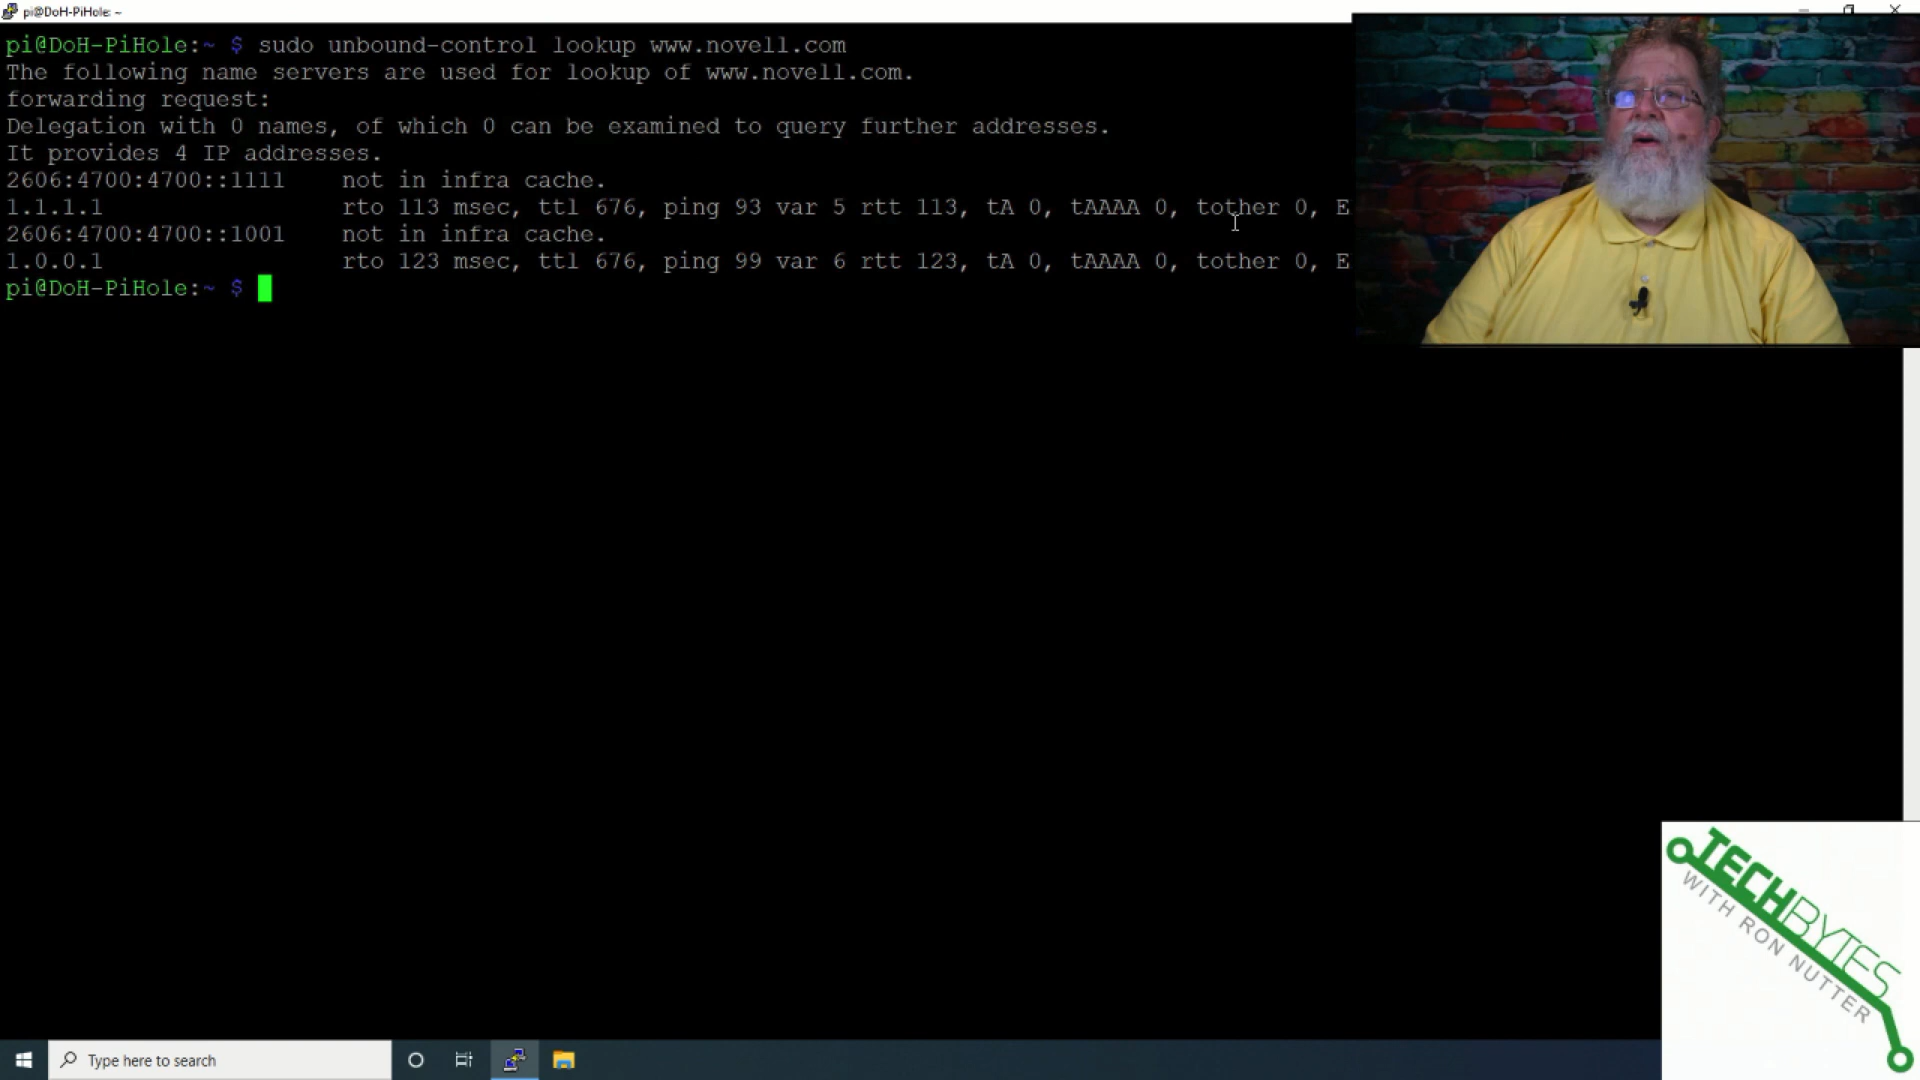 pi@DoH-PiHole: ~
pi@DoH-PiHole:~ $ sudo unbound-control lookup www.novell.com
The following name servers are used for lookup of www.novell.com.
forwarding request:
Delegation with 0 names, of which 0 can be examined to query further addresses.
It provides 4 IP addresses.
2606:4700:4700::1111    not in infra cache.
1.1.1.1                 rto 113 msec, ttl 676, ping 93 var 5 rtt 113, tA 0, tAAAA 0, tother 0, E
2606:4700:4700::1001    not in infra cache.
1.0.0.1                 rto 123 msec, ttl 676, ping 99 var 6 rtt 123, tA 0, tAAAA 0, tother 0, E
pi@DoH-PiHole:~ $
TECHBYTES
WITH RON NUTTER
Type here to search